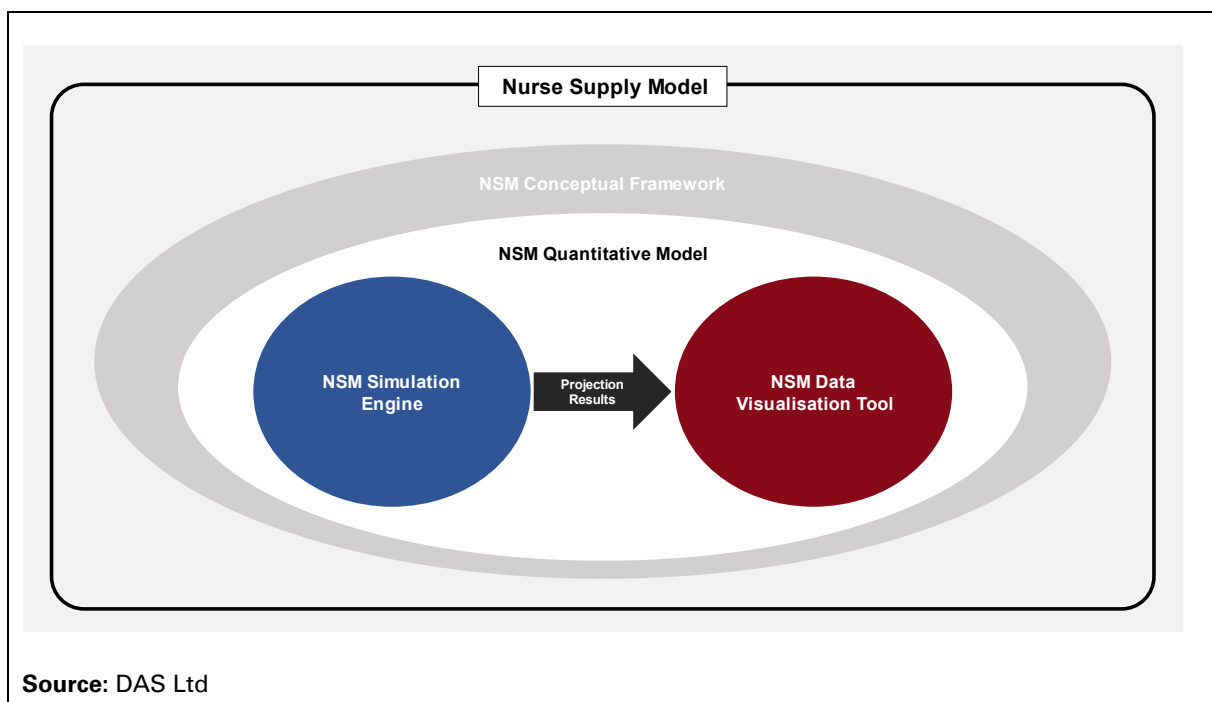 Nurse Supply Model
NSM Conceptual Framework
NSM Quantitative Model
NSM Simulation
Engine
Projection
Results
NSM Data
Visualisation Tool
Source: DAS Ltd